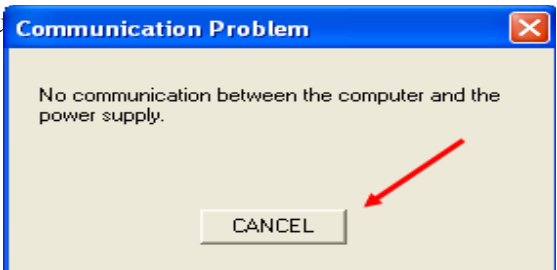 Communication Problem
No communication between the computer and the
power supply.
CANCEL